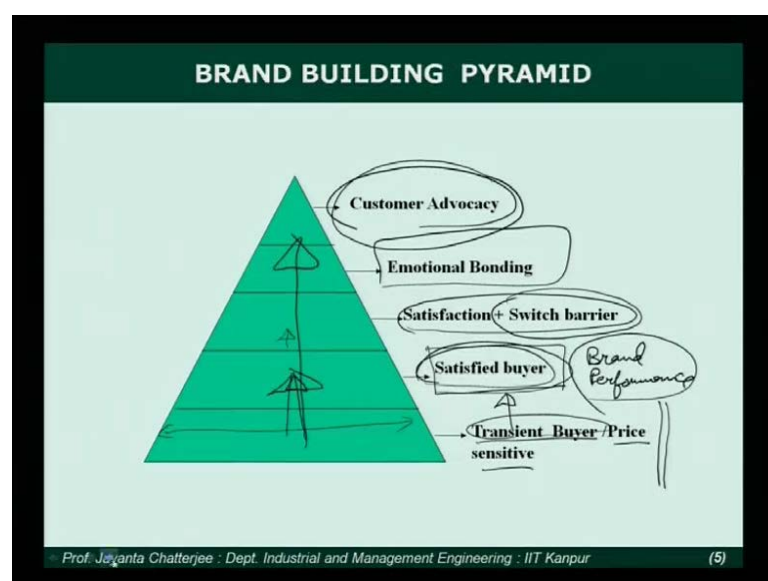 BRAND BUILDING PYRAMID
Customer Advocacy
Emotional Bonding
Satisfaction + Switch barrier
Satisfied buyer
Brand
Performance
Transient Buyer /Price
sensitive
Prof. Jayanta Chatterjee : Dept. Industrial and Management Engineering : IIT Kanpur
(5)